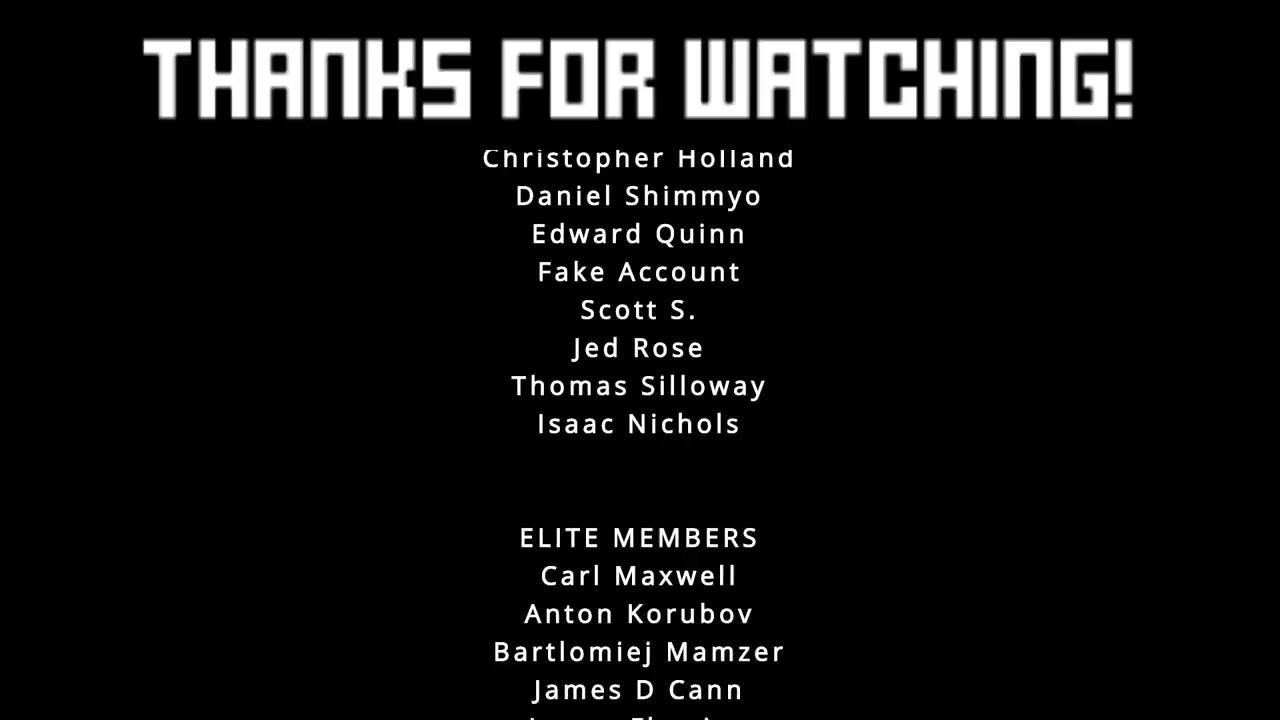 THANKS FOR WATCHING!
Christopher Holland
Daniel Shimmyo
Edward Quinn
Fake Account
Scott S.
Jed Rose
Thomas Silloway
Isaac Nichols
ELITE MEMBERS
Carl Maxwell
Anton Korubov
Bartlomiej Mamzer
James D Cann